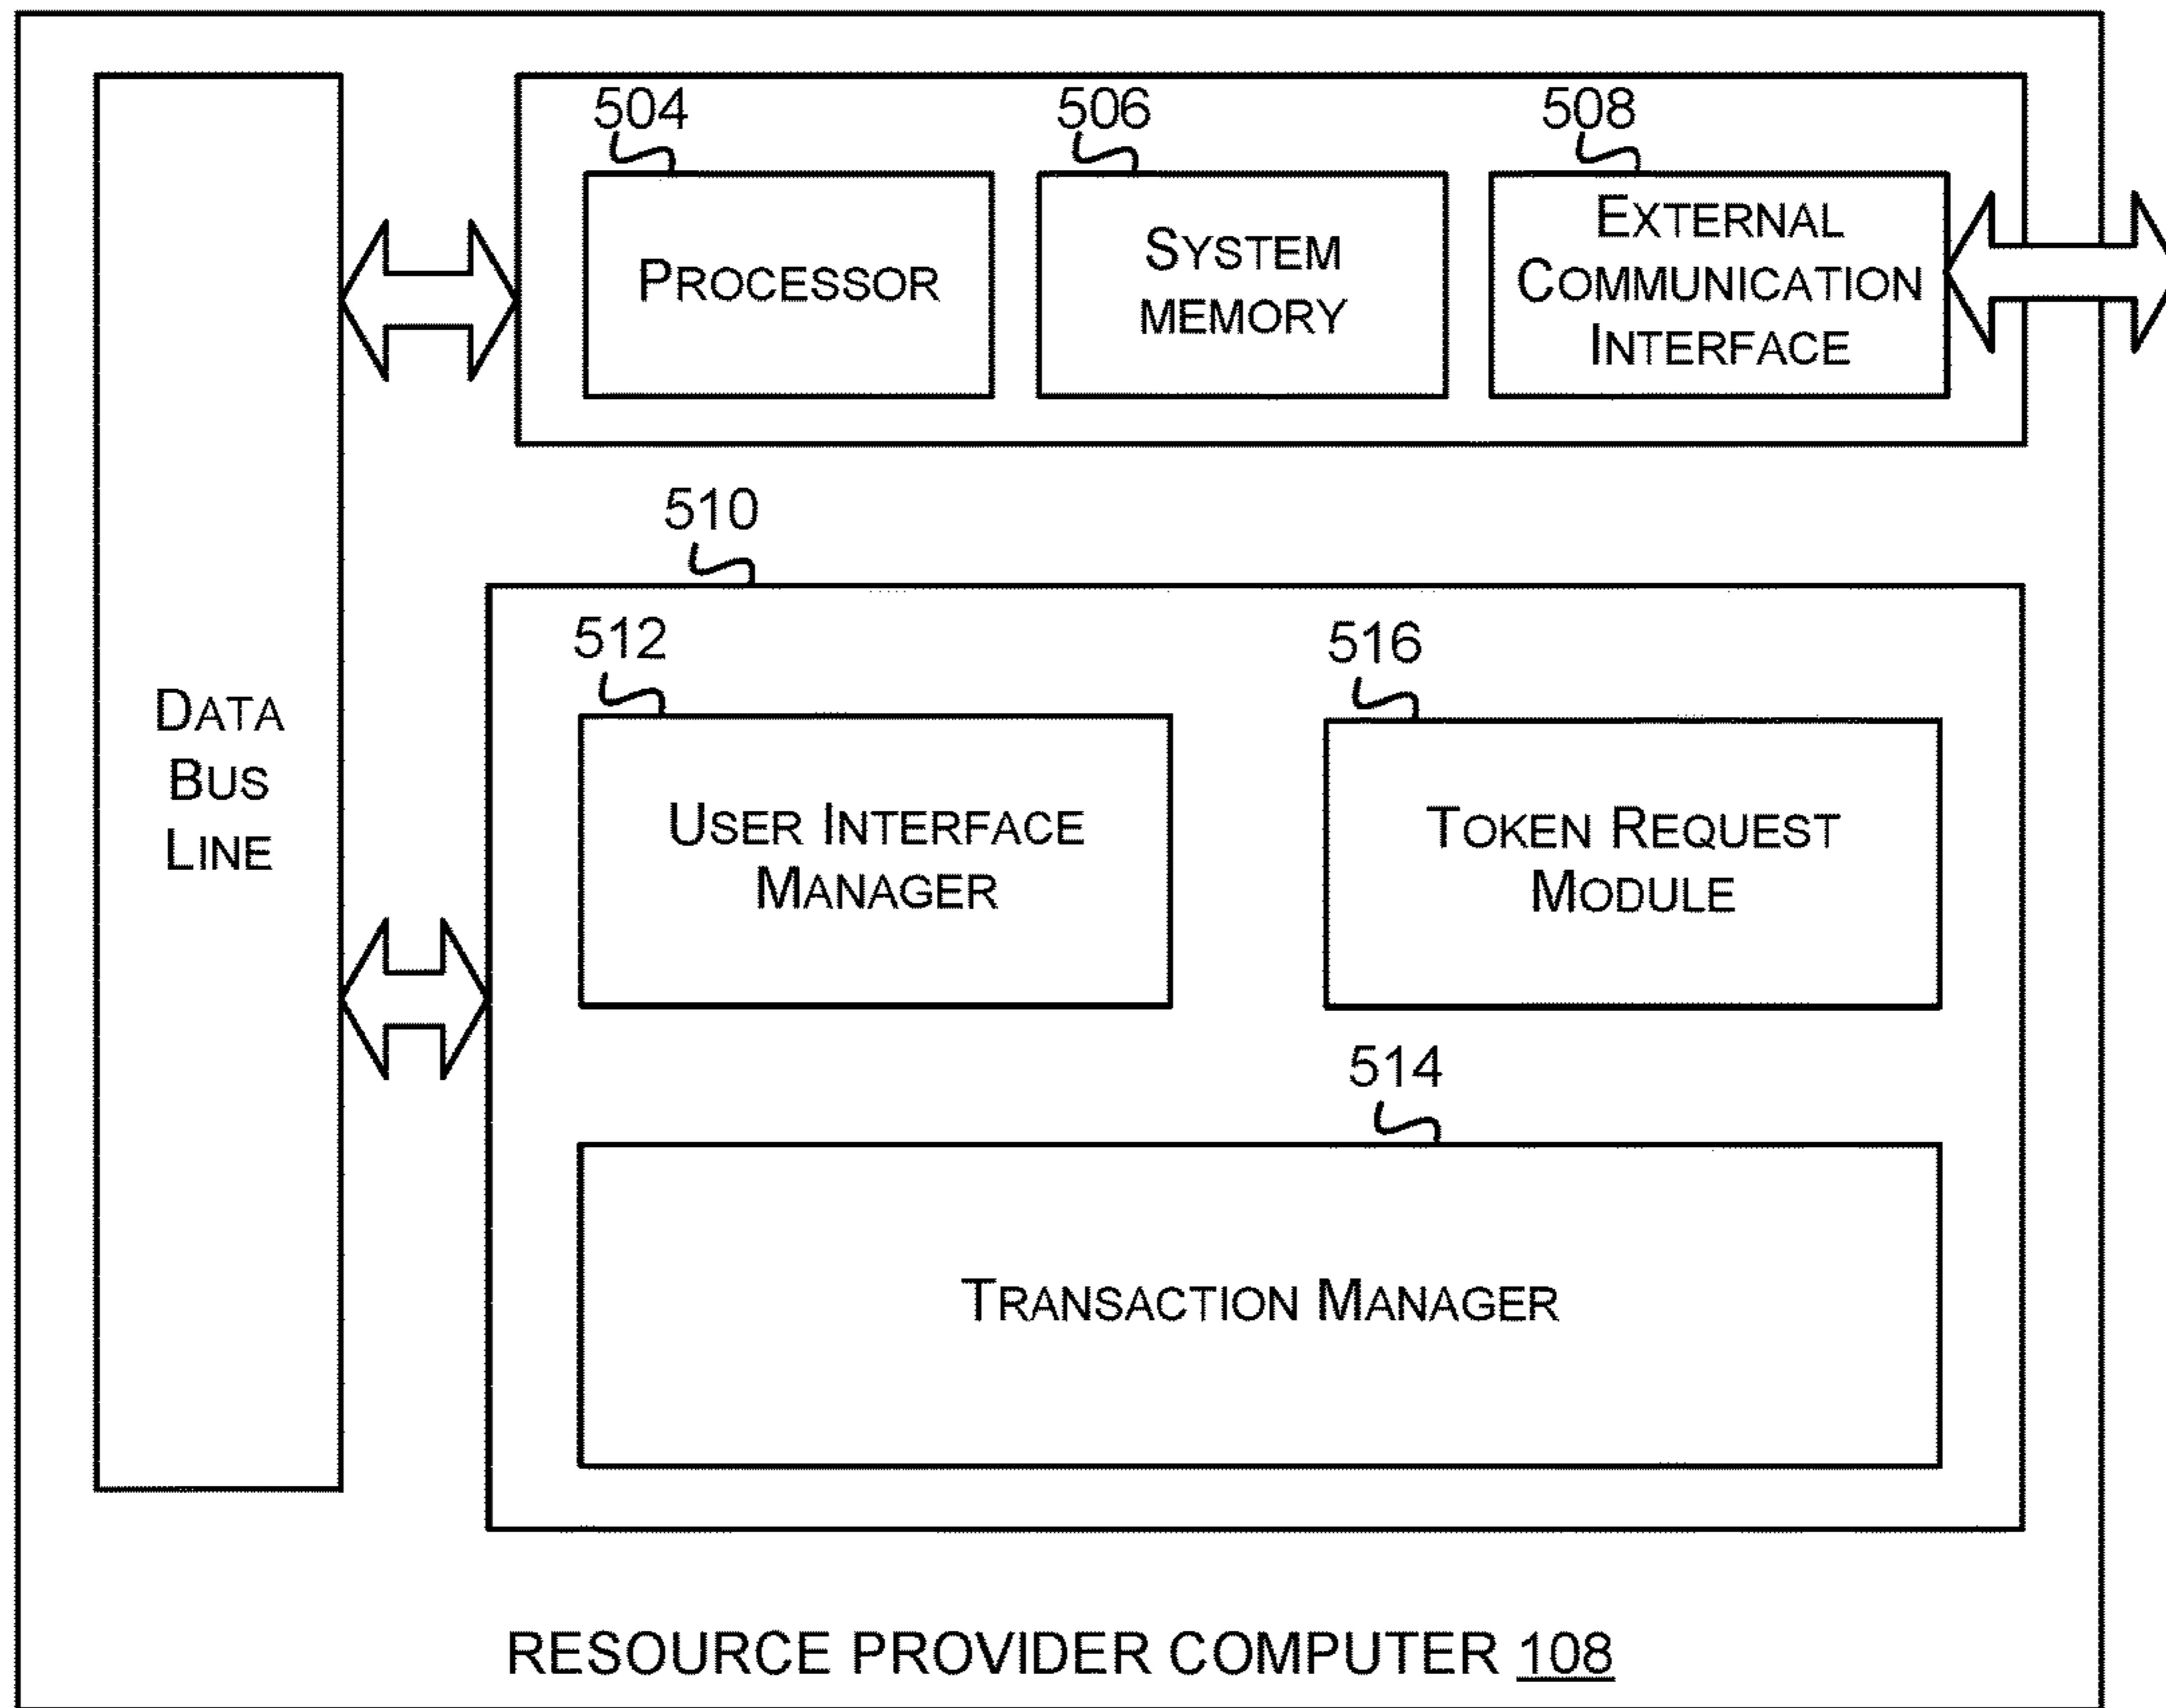 504
506
508
PROCESSOR
SYSTEM
MEMORY
EXTERNAL
COMMUNICATION
INTERFACE
510
512
516
DATA
BUS
LINE
USER INTERFACE
MANAGER
TOKEN REQUEST
MODULE
514
TRANSACTION MANAGER
RESOURCE PROVIDER COMPUTER 108